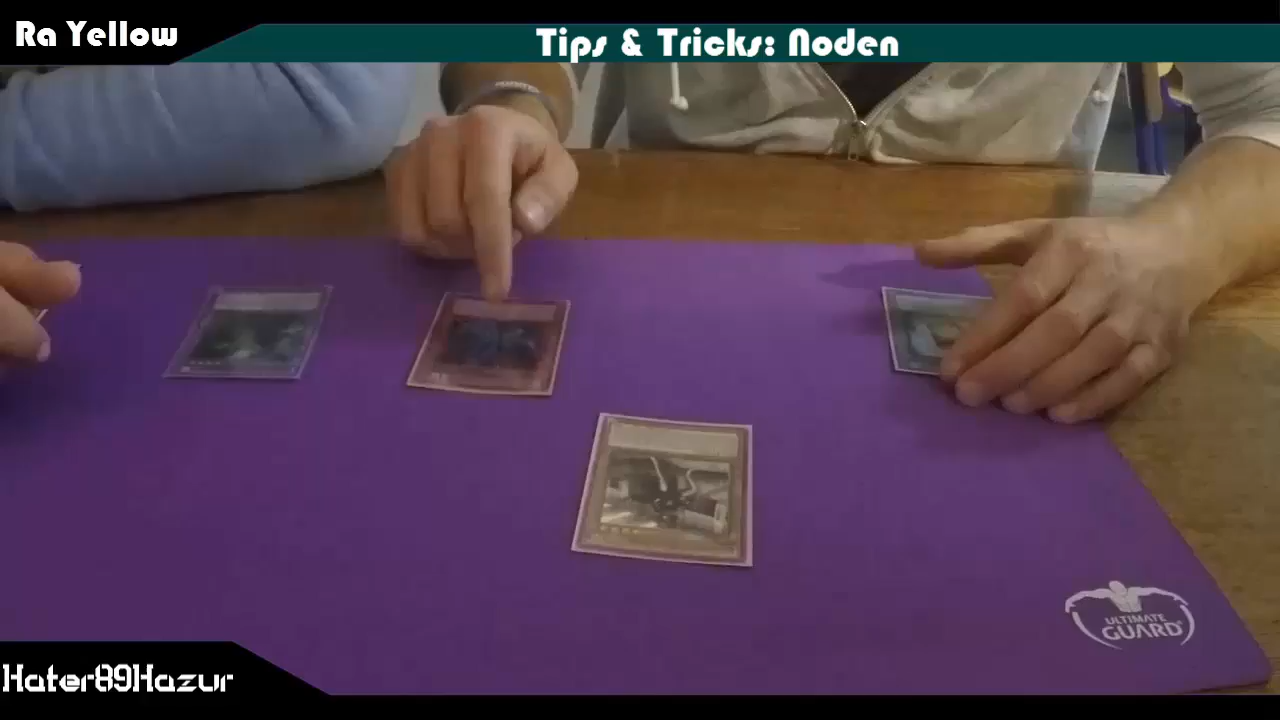 Ra Yellow
Tips & Tricks: Noden
ULTIMATE
GUARD
Hater89Hazur